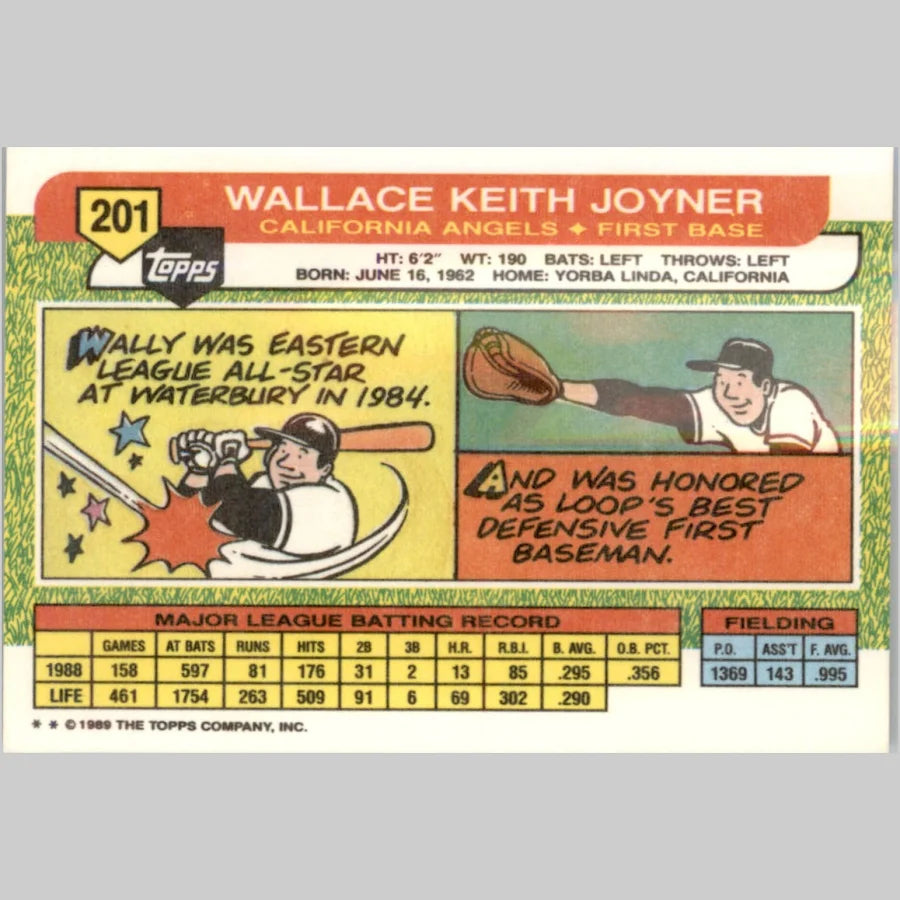 201
WALLACE KEITH JOYNER
CALIFORNIA ANGELS ✦ FIRST BASE
TOPPS
HT: 6'2" WT: 190 BATS: LEFT THROWS: LEFT
BORN: JUNE 16, 1962 HOME: YORBA LINDA, CALIFORNIA
WALLY WAS EASTERN
LEAGUE ALL-STAR
AT WATERBURY IN 1984.
AND WAS HONORED
AS LOOP'S BEST
DEFENSIVE FIRST
BASEMAN.
MAJOR LEAGUE BATTING RECORD
GAMES AT BATS RUNS HITS 2B 3B H.R. R.B.I. B. AVG. O.B. PCT.
1988 158 597 81 176 31 2 13 85 .295 .356
LIFE 461 1754 263 509 91 6 69 302 .290
FIELDING
P.O. ASS'T F. AVG.
1369 143 .995
* * © 1989 THE TOPPS COMPANY, INC.